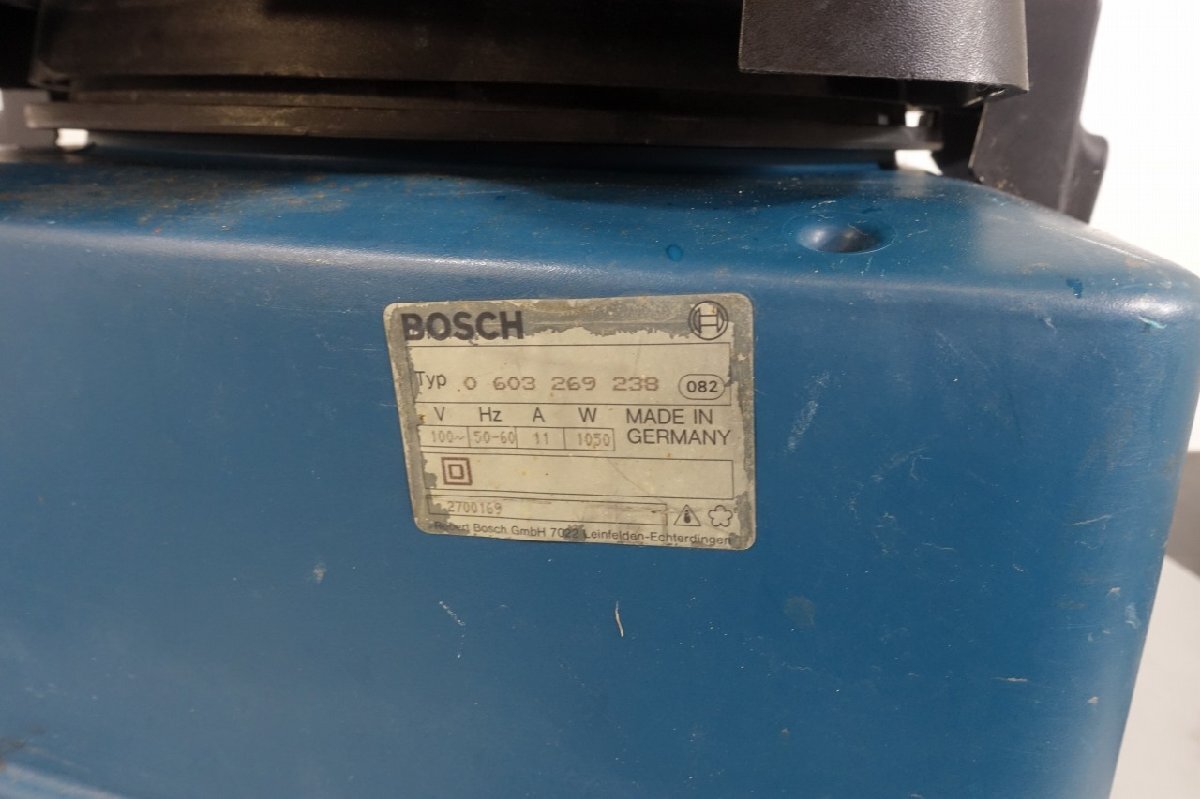 BOSCH
Typ 0 603 269 238 082
V Hz A W MADE IN
100~ 50-60 11 1050 GERMANY
2700169
Robert Bosch GmbH 7022 Leinfelden-Echterdingen